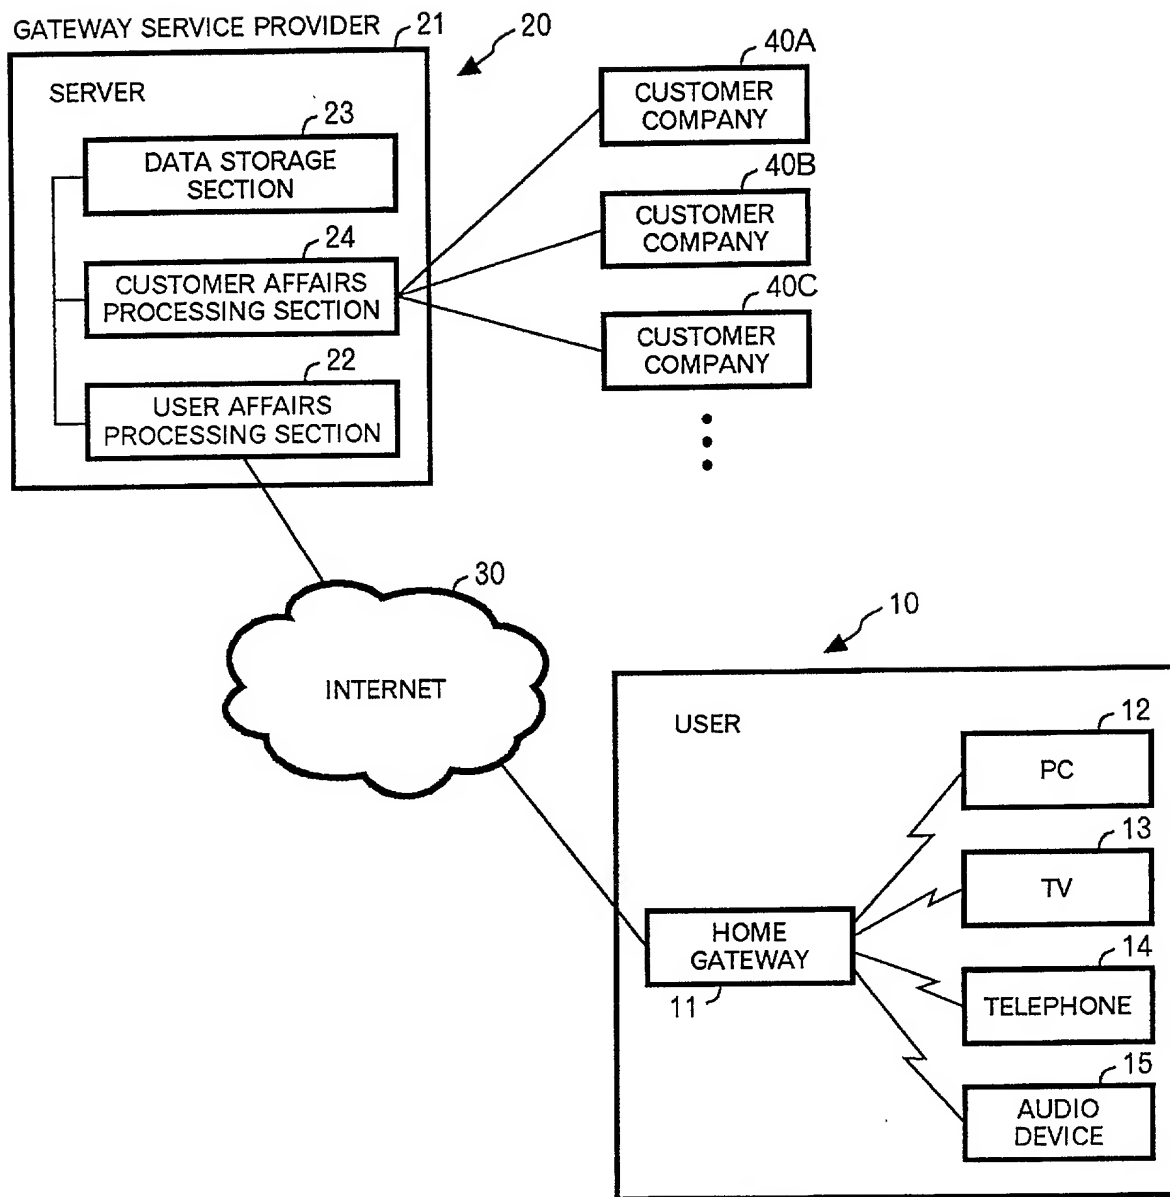 GATEWAY SERVICE PROVIDER
21
20
SERVER
23
DATA STORAGE
SECTION
24
CUSTOMER AFFAIRS
PROCESSING SECTION
22
USER AFFAIRS
PROCESSING SECTION
40A
CUSTOMER
COMPANY
40B
CUSTOMER
COMPANY
40C
CUSTOMER
COMPANY
30
INTERNET
10
USER
12
PC
13
TV
HOME
GATEWAY
11
14
TELEPHONE
15
AUDIO
DEVICE